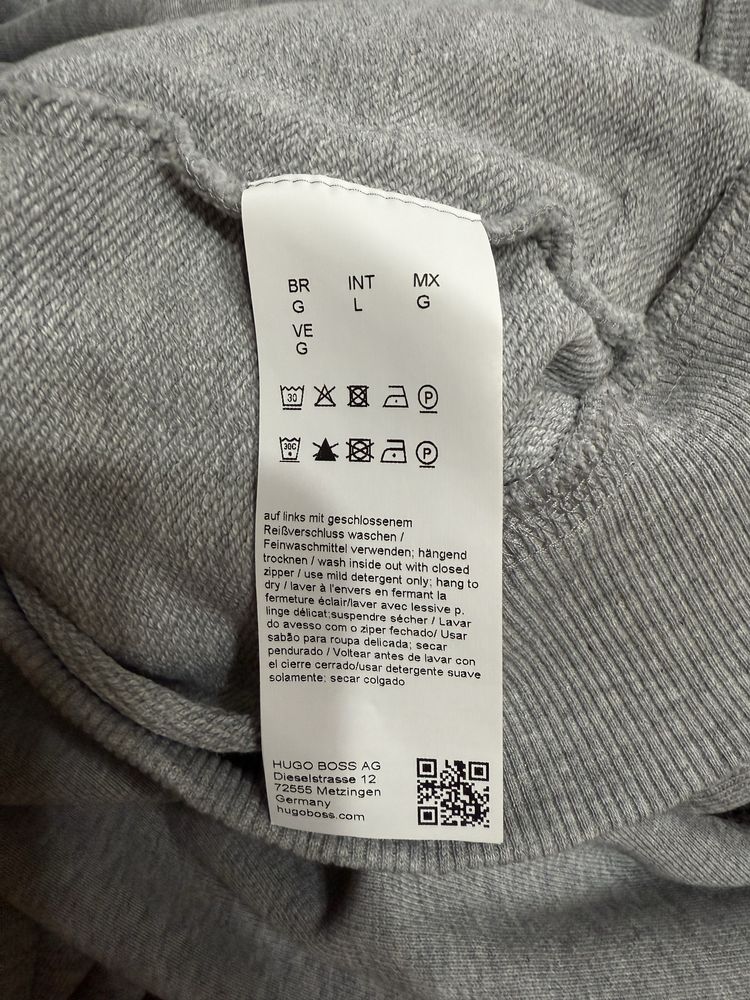 BR INT MX
G L G
VE
G
30 P
30C P
auf links mit geschlossenem
Reißverschluss waschen /
Feinwaschmittel verwenden; hängend
trocknen / wash inside out with closed
zipper / use mild detergent only; hang to
dry / laver à l'envers en fermant la
fermeture éclair/laver avec lessive p.
linge délicat:suspendre sécher / Lavar
do avesso com o ziper fechado/ Usar
sabão para roupa delicada; secar
pendurado / Voltear antes de lavar con
el cierre cerrado/usar detergente suave
solamente; secar colgado
HUGO BOSS AG
Dieselstrasse 12
72555 Metzingen
Germany
hugoboss.com